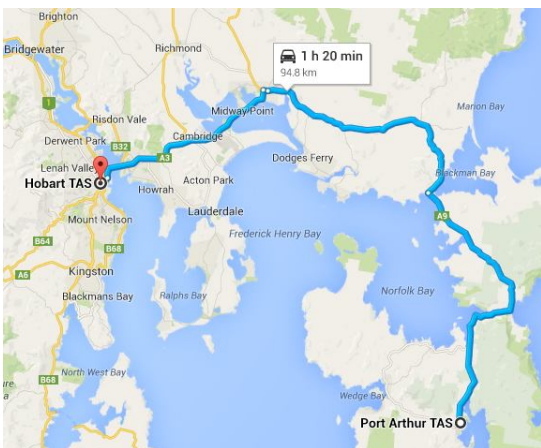 Brighton
Bridgewater
Richmond
1 h 20 min
94.8 km
1
Midway Point
Marion Bay
Risdon Vale
B32
Cambridge
Derwent Park
A3
Dodges Ferry
Lenah Valley
Blackman Bay
Hobart TAS
Howrah
Acton Park
Lauderdale
A9
Mount Nelson
Frederick Henry Bay
B64
B68
A6
Kingston
Norfolk Bay
Blackmans Bay
Ralphs Bay
North West Bay
B68
Wedge Bay
Port Arthur TAS